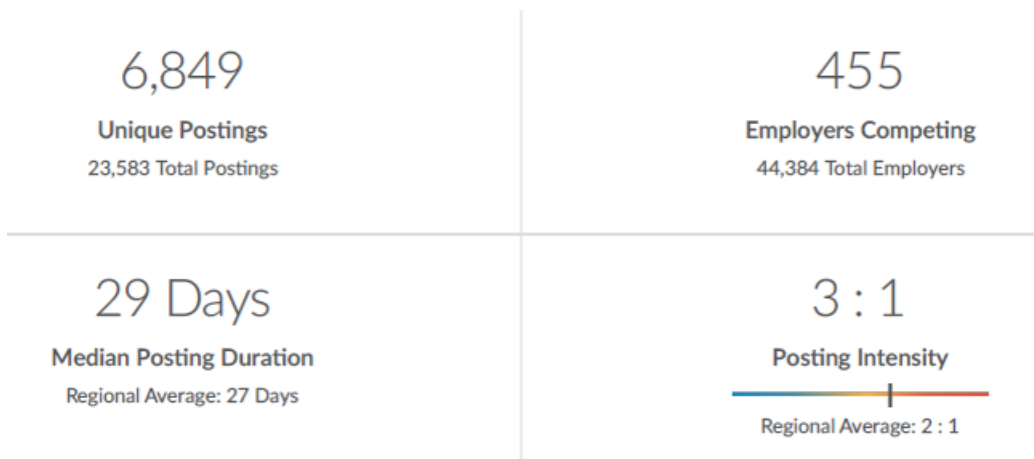 6,849
Unique Postings
23,583 Total Postings
455
Employers Competing
44,384 Total Employers
29 Days
Median Posting Duration
Regional Average: 27 Days
3 : 1
Posting Intensity
Regional Average: 2 : 1